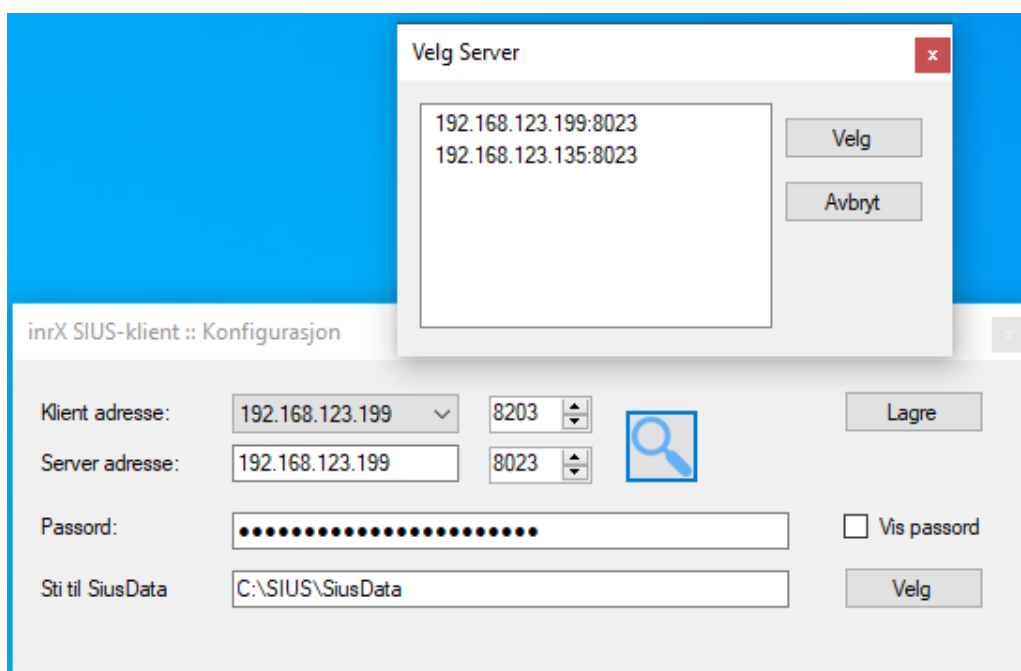 Velg Server
x
192.168.123.199:8023
192.168.123.135:8023
Velg
Avbryt
inrX SIUS-klient :: Konfigurasjon
x
Klient adresse:
192.168.123.199
8203
Lagre
Server adresse:
192.168.123.199
8023
Passord:
●●●●●●●●●●●●●●●●●●●●●●●
Vis passord
Sti til SiusData
C:\SIUS\SiusData
Velg